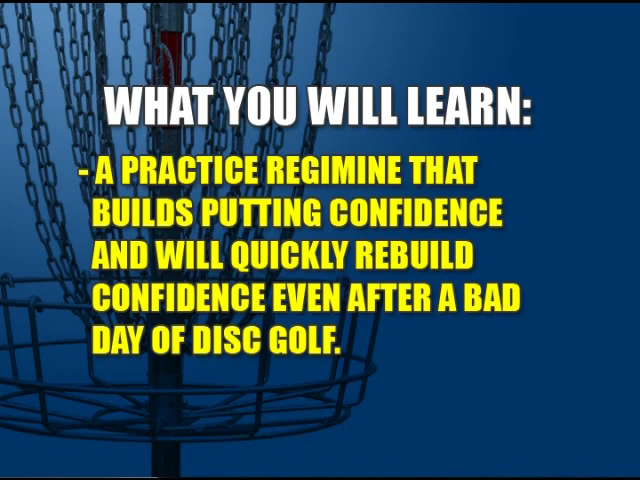 WHAT YOU WILL LEARN:
- A PRACTICE REGIMINE THAT
BUILDS PUTTING CONFIDENCE
AND WILL QUICKLY REBUILD
CONFIDENCE EVEN AFTER A BAD
DAY OF DISC GOLF.